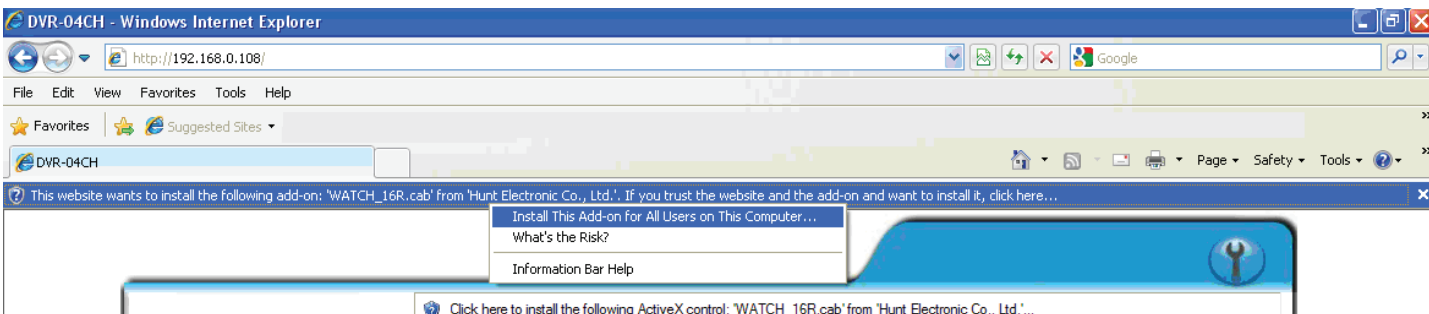 DVR-04CH - Windows Internet Explorer
http://192.168.0.108/
Google
File Edit View Favorites Tools Help
Favorites Suggested Sites
DVR-04CH
Page Safety Tools
This website wants to install the following add-on: 'WATCH_16R.cab' from 'Hunt Electronic Co., Ltd.'. If you trust the website and the add-on and want to install it, click here...
Install This Add-on for All Users on This Computer...
What's the Risk?
Information Bar Help
Click here to install the following ActiveX control: 'WATCH_16R.cab' from 'Hunt Electronic Co., Ltd.'...